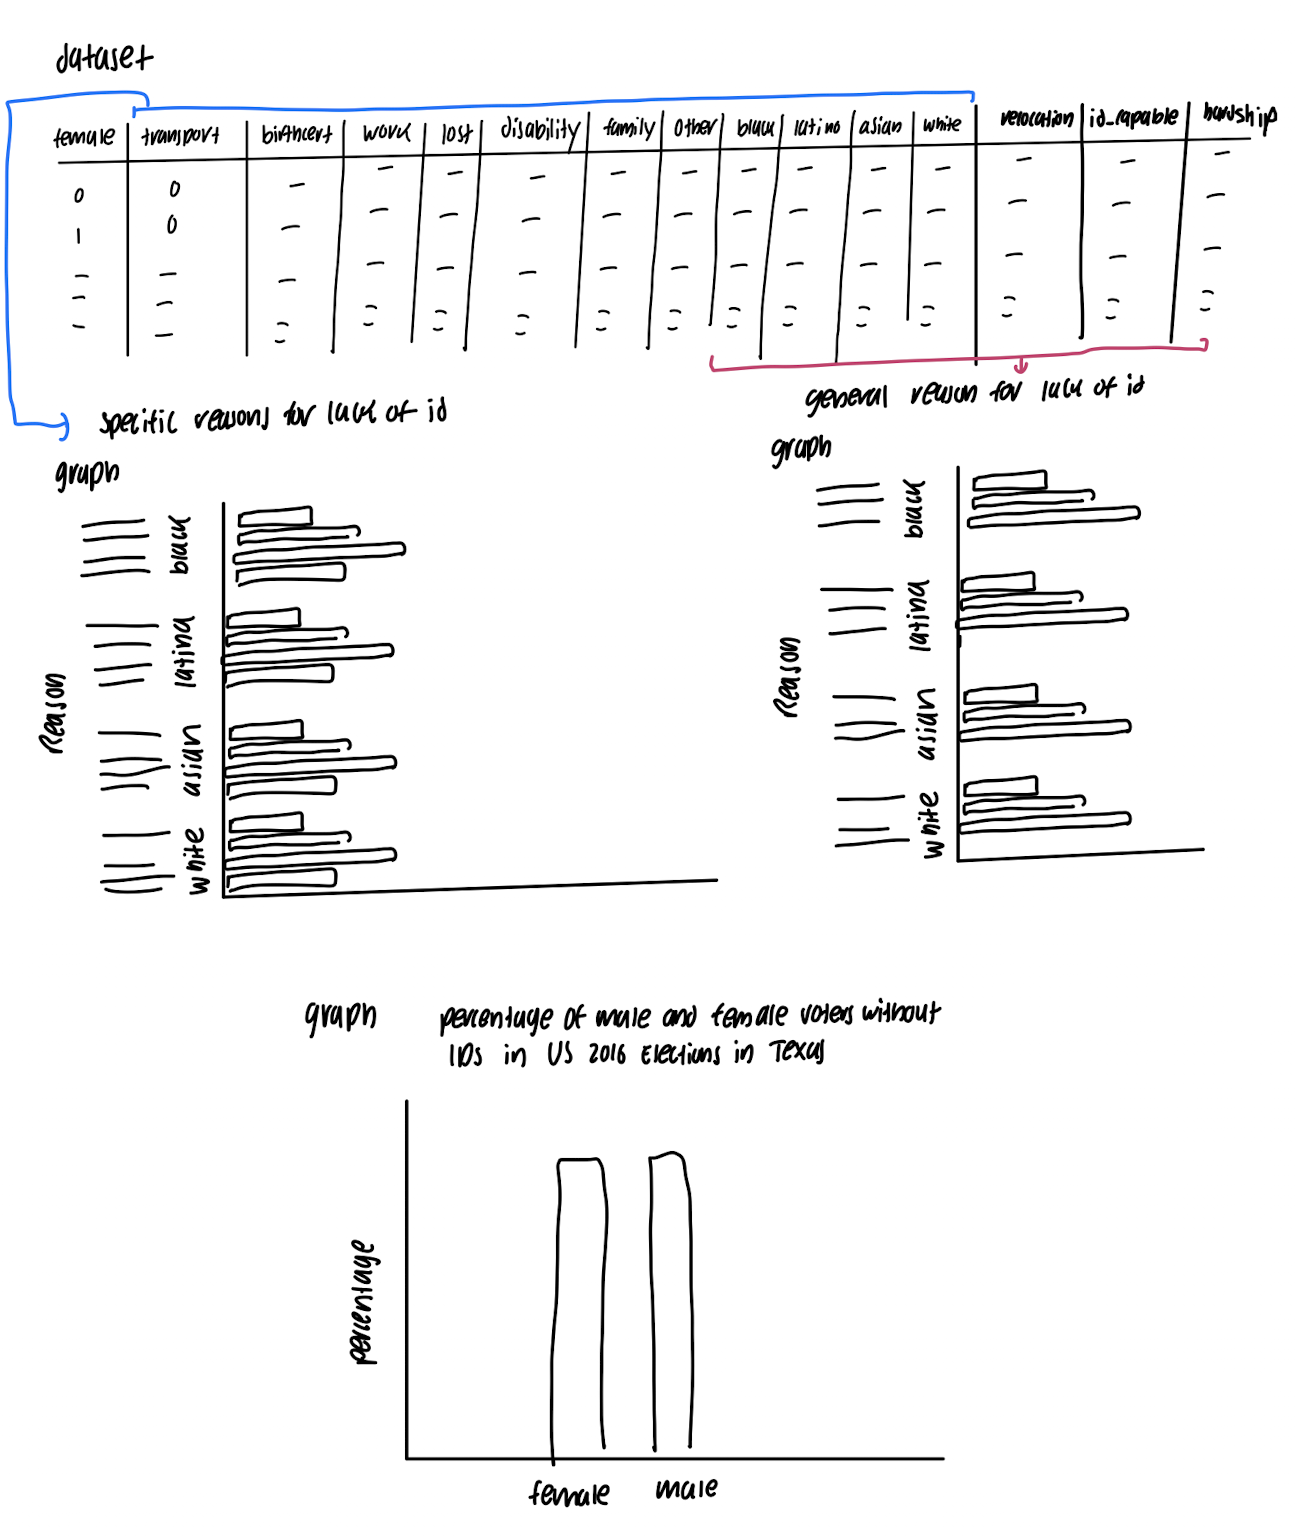 dataset
female transport birthcert work lost disability family other black latino asian white revocation id_capable hardship
0 0
1 0
specific reasons for lack of id
general reason for lack of id
graph
Reason
black
latina
asian
white
graph
Reason
black
latina
asian
white
graph percentage of male and female voters without
IDs in US 2016 Elections in Texas
percentage
female male